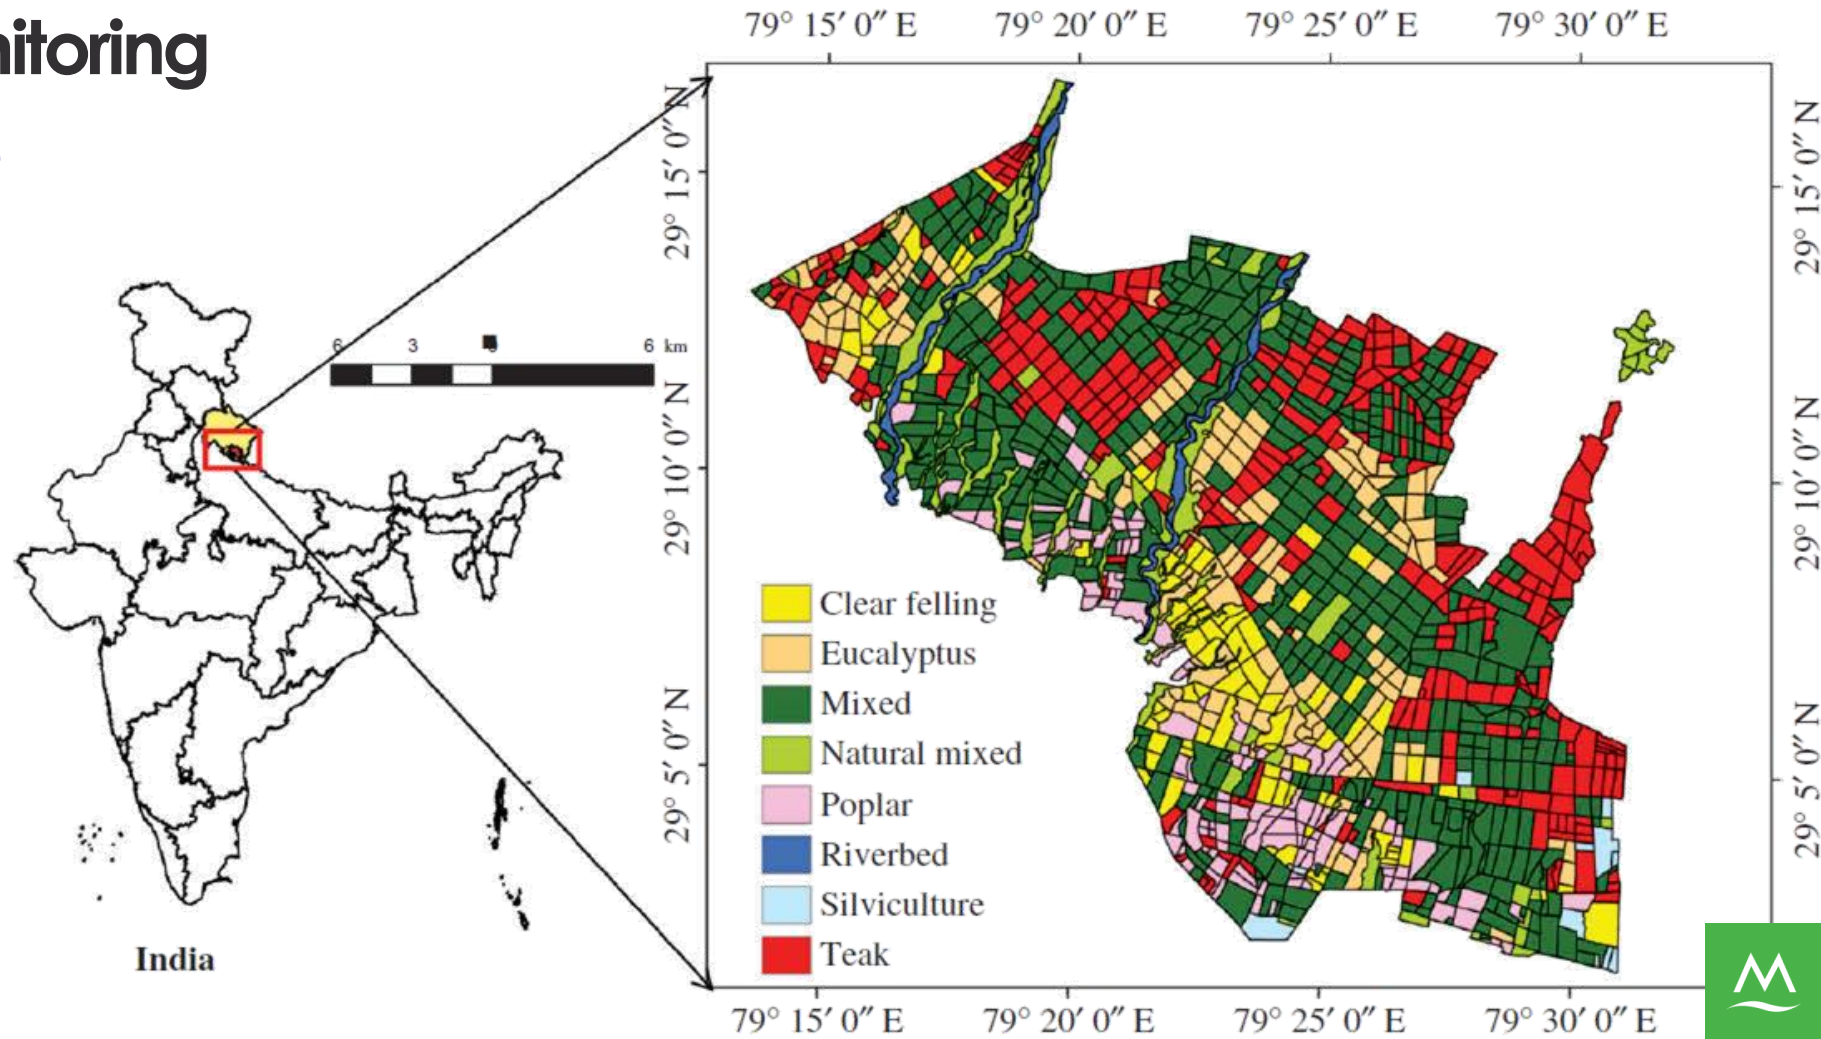 nitoring
79° 15′ 0″ E
79° 20′ 0″ E
79° 25′ 0″ E
79° 30′ 0″ E
29° 15′ 0″ N
29° 10′ 0″ N
29° 5′ 0″ N
29° 15′ 0″ N
29° 10′ 0″ N
29° 5′ 0″ N
6 3 6 km
Clear felling
Eucalyptus
Mixed
Natural mixed
Poplar
Riverbed
Silviculture
Teak
India
79° 15′ 0″ E
79° 20′ 0″ E
79° 25′ 0″ E
79° 30′ 0″ E